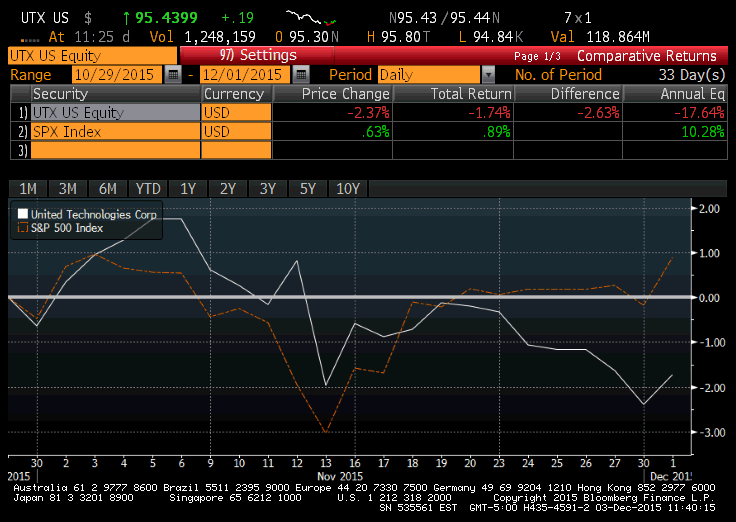 UTX US $ ↑ 95.4399 +.19 N95.43/95.44N 7x1
At 11:25 d Vol 1,248,159 O 95.30N H 95.80T L 94.84K Val 118.864M
UTX US Equity 97) Settings Page 1/3 Comparative Returns
Range 10/29/2015 - 12/01/2015 Period Daily No. of Period 33 Day(s)
Security Currency Price Change Total Return Difference Annual Eq
1) UTX US Equity USD -2.37% -1.74% -2.63% -17.64%
2) SPX Index USD .63% .89% 10.28%
3)
1M 3M 6M YTD 1Y 2Y 3Y 5Y 10Y
United Technologies Corp
S&P 500 Index
2.00
1.00
0.00
-1.00
-2.00
-3.00
30 2 3 4 5 6 9 10 11 12 13 16 17 18 19 20 23 24 25 26 27 30 1
2015 Nov 2015 Dec 2015
Australia 61 2 9777 8600 Brazil 5511 2395 9000 Europe 44 20 7330 7500 Germany 49 69 9204 1210 Hong Kong 852 2977 6000
Japan 81 3 3201 8900 Singapore 65 6212 1000 U.S. 1 212 318 2000 Copyright 2015 Bloomberg Finance L.P.
SN 535561 EST GMT-5:00 H435-4591-2 03-Dec-2015 11:40:15